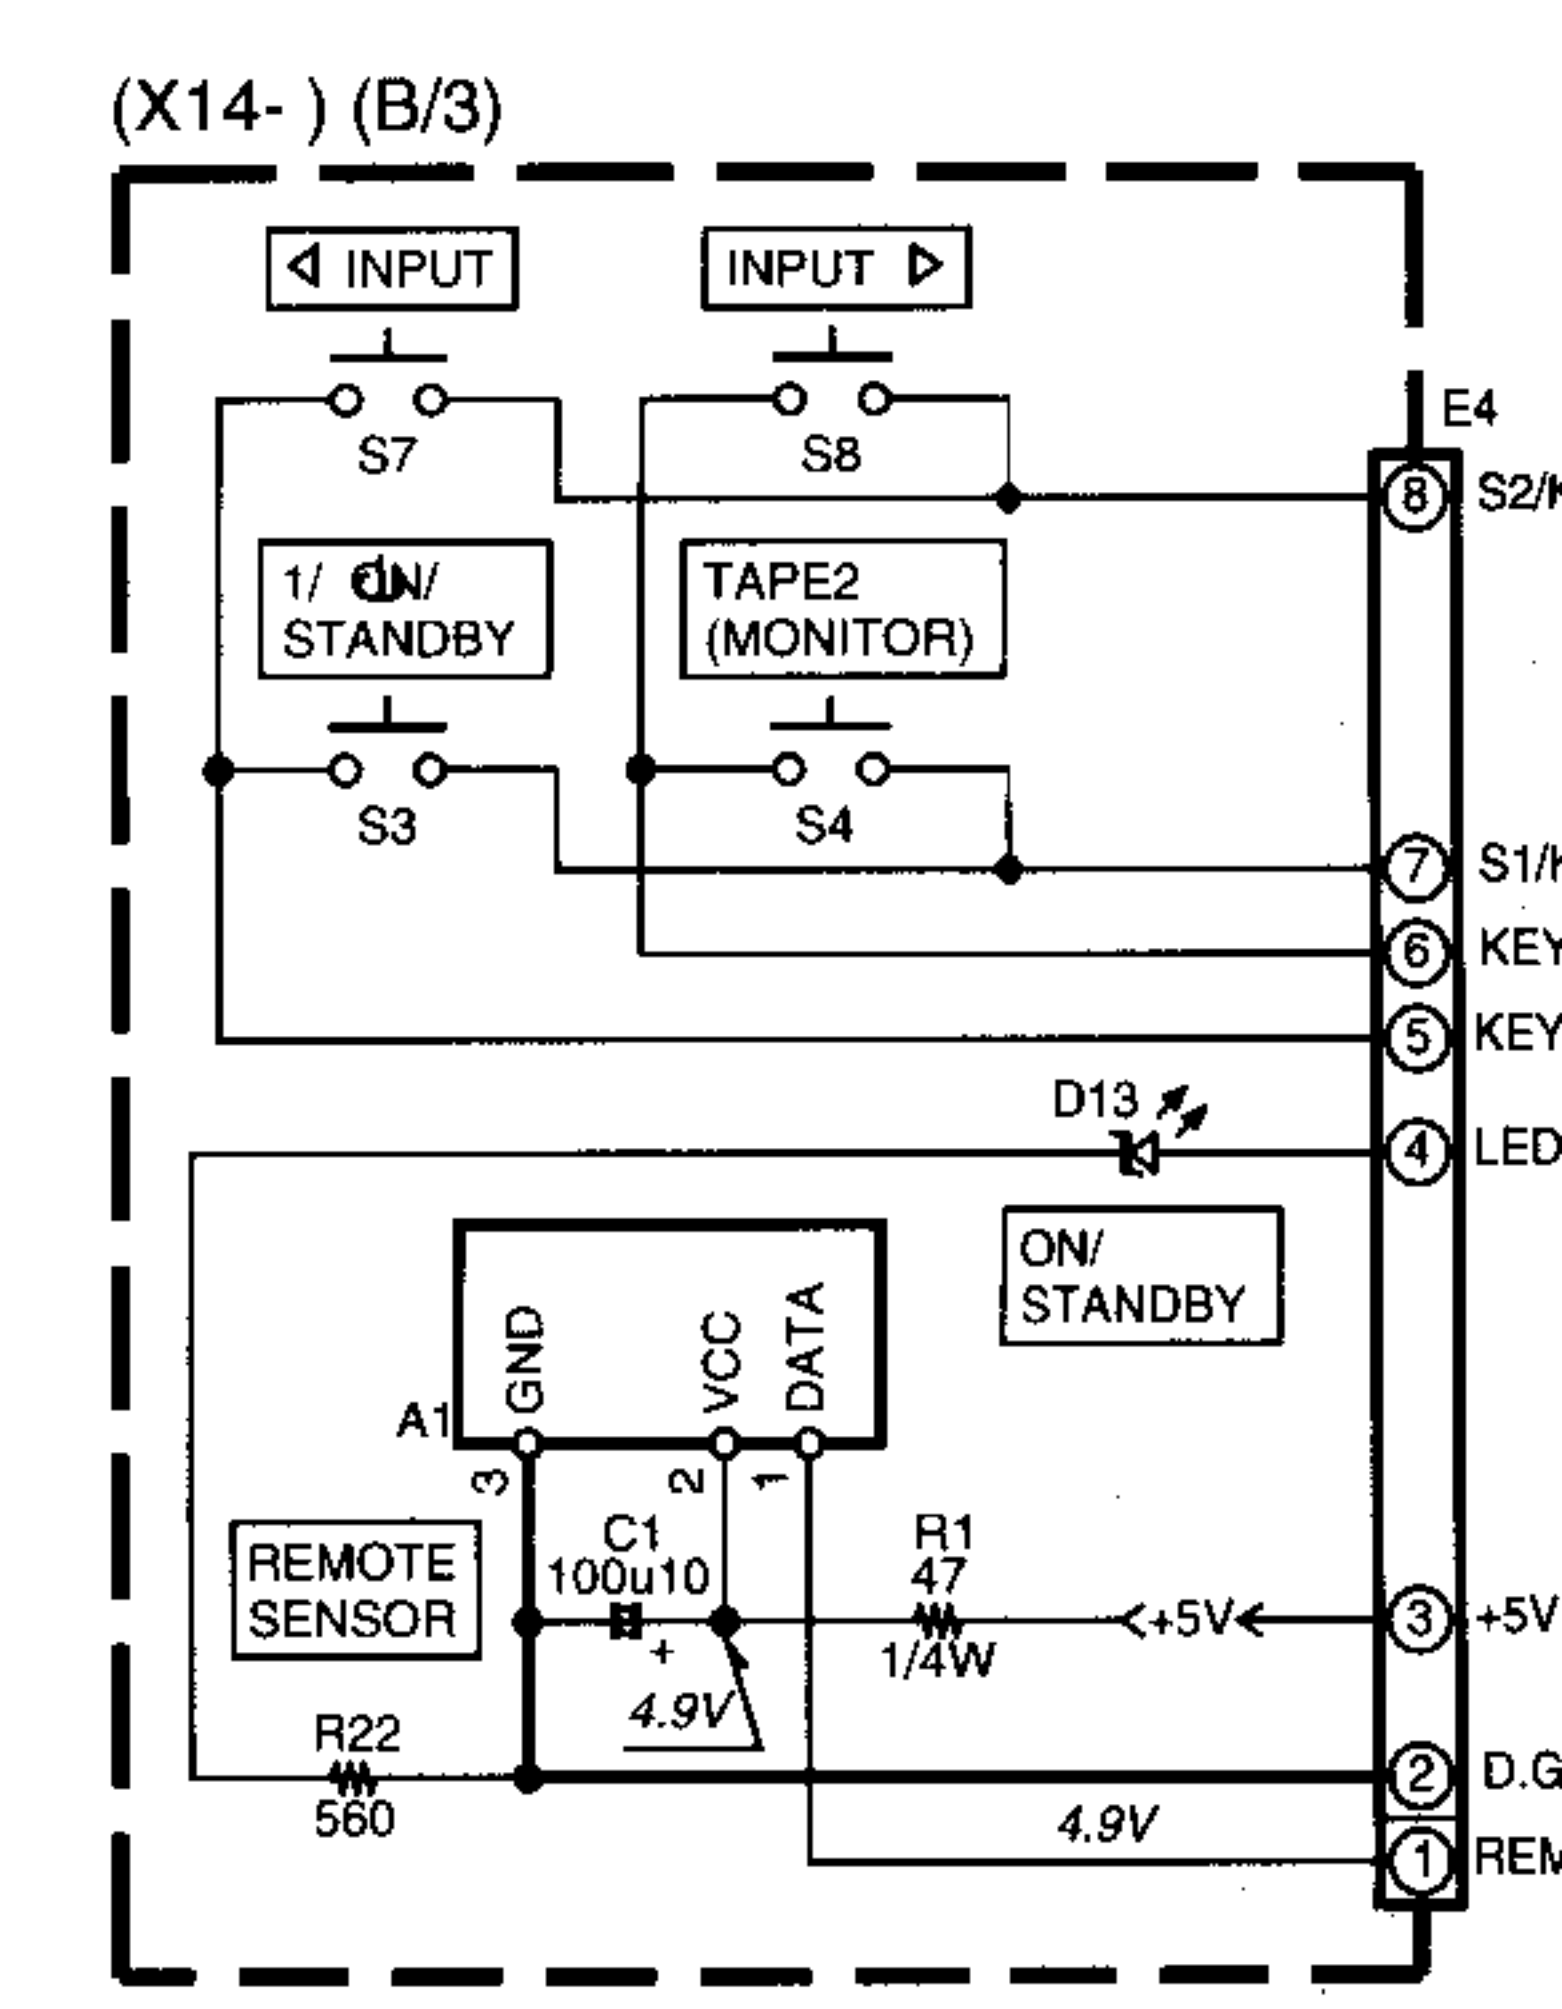 (X14- ) (B/3)
◁ INPUT
INPUT ▷
S7
S8
E4
8
S2/
1/ ON/
STANDBY
TAPE2
(MONITOR)
S3
S4
7
S1/
6
KEY
5
KEY
D13
4
LED
ON/
STANDBY
GND
VCC
DATA
A1
3
2
1
REMOTE
SENSOR
C1
100u10
+
4.9V
R1
47
1/4W
+5V
3
+5V
R22
560
2
D.G
4.9V
1
REM